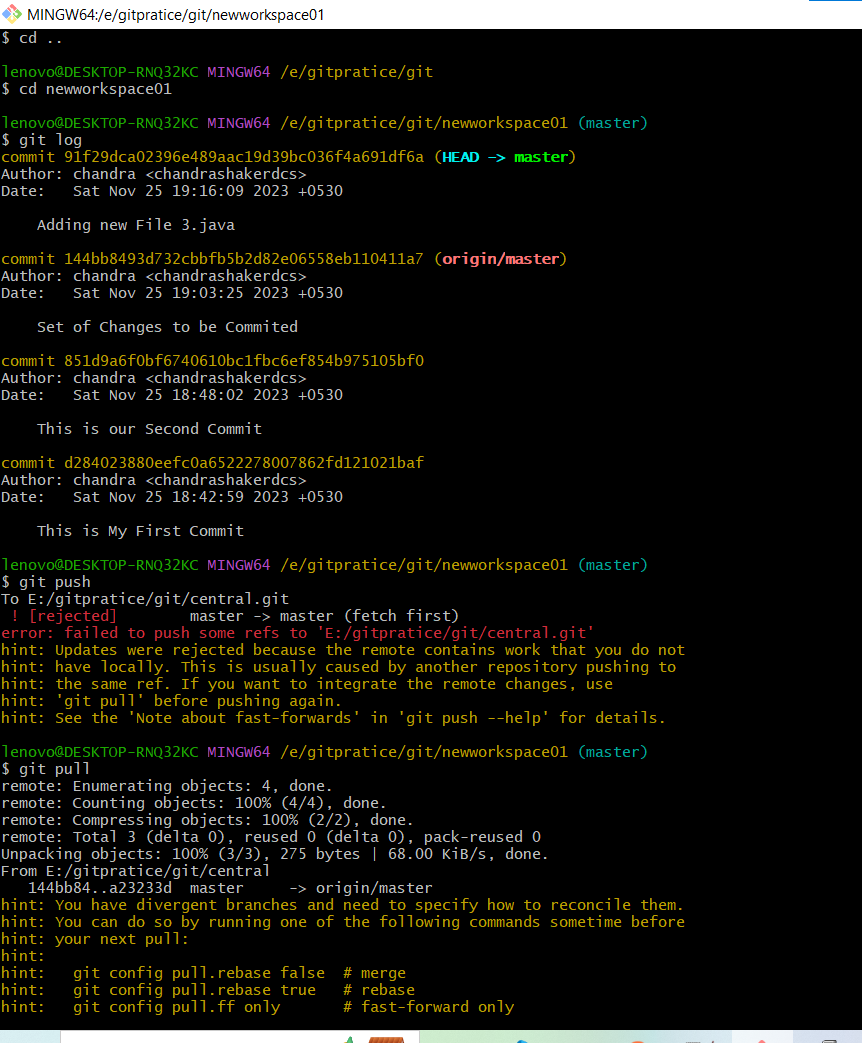 MINGW64:/e/gitpratice/git/newworkspace01
$ cd ..
lenovo@DESKTOP-RNQ32KC MINGW64 /e/gitpratice/git
$ cd newworkspace01
lenovo@DESKTOP-RNQ32KC MINGW64 /e/gitpratice/git/newworkspace01 (master)
$ git log
commit 91f29dca02396e489aac19d39bc036f4a691df6a (HEAD -> master)
Author: chandra <chandrashakerdcs>
Date:   Sat Nov 25 19:16:09 2023 +0530
    Adding new File 3.java
commit 144bb8493d732cbbfb5b2d82e06558eb110411a7 (origin/master)
Author: chandra <chandrashakerdcs>
Date:   Sat Nov 25 19:03:25 2023 +0530
    Set of Changes to be Commited
commit 851d9a6f0bf6740610bc1fbc6ef854b975105bf0
Author: chandra <chandrashakerdcs>
Date:   Sat Nov 25 18:48:02 2023 +0530
    This is our Second Commit
commit d284023880eefc0a6522278007862fd121021baf
Author: chandra <chandrashakerdcs>
Date:   Sat Nov 25 18:42:59 2023 +0530
    This is My First Commit
lenovo@DESKTOP-RNQ32KC MINGW64 /e/gitpratice/git/newworkspace01 (master)
$ git push
To E:/gitpratice/git/central.git
 ! [rejected]        master -> master (fetch first)
error: failed to push some refs to 'E:/gitpratice/git/central.git'
hint: Updates were rejected because the remote contains work that you do not
hint: have locally. This is usually caused by another repository pushing to
hint: the same ref. If you want to integrate the remote changes, use
hint: 'git pull' before pushing again.
hint: See the 'Note about fast-forwards' in 'git push --help' for details.
lenovo@DESKTOP-RNQ32KC MINGW64 /e/gitpratice/git/newworkspace01 (master)
$ git pull
remote: Enumerating objects: 4, done.
remote: Counting objects: 100% (4/4), done.
remote: Compressing objects: 100% (2/2), done.
remote: Total 3 (delta 0), reused 0 (delta 0), pack-reused 0
Unpacking objects: 100% (3/3), 275 bytes | 68.00 KiB/s, done.
From E:/gitpratice/git/central
   144bb84..a23233d  master     -> origin/master
hint: You have divergent branches and need to specify how to reconcile them.
hint: You can do so by running one of the following commands sometime before
hint: your next pull:
hint:
hint:   git config pull.rebase false  # merge
hint:   git config pull.rebase true   # rebase
hint:   git config pull.ff only       # fast-forward only